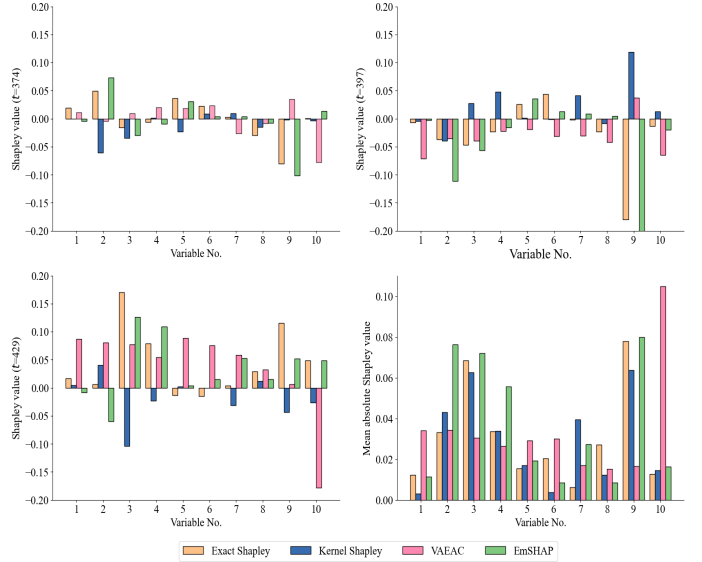 0.20
0.15
0.10
0.05
0.00
−0.05
−0.10
−0.15
−0.20
Shapley value (t=374)
1 2 3 4 5 6 7 8 9 10
Variable No.
0.20
0.15
0.10
0.05
0.00
−0.05
−0.10
−0.15
−0.20
Shapley value (t=397)
1 2 3 4 5 6 7 8 9 10
Variable No.
0.20
0.15
0.10
0.05
0.00
−0.05
−0.10
−0.15
−0.20
Shapley value (t=429)
1 2 3 4 5 6 7 8 9 10
Variable No.
0.10
0.08
0.06
0.04
0.02
0.00
Mean absolute Shapley value
1 2 3 4 5 6 7 8 9 10
Variable No.
Exact Shapley Kernel Shapley VAEAC EmSHAP